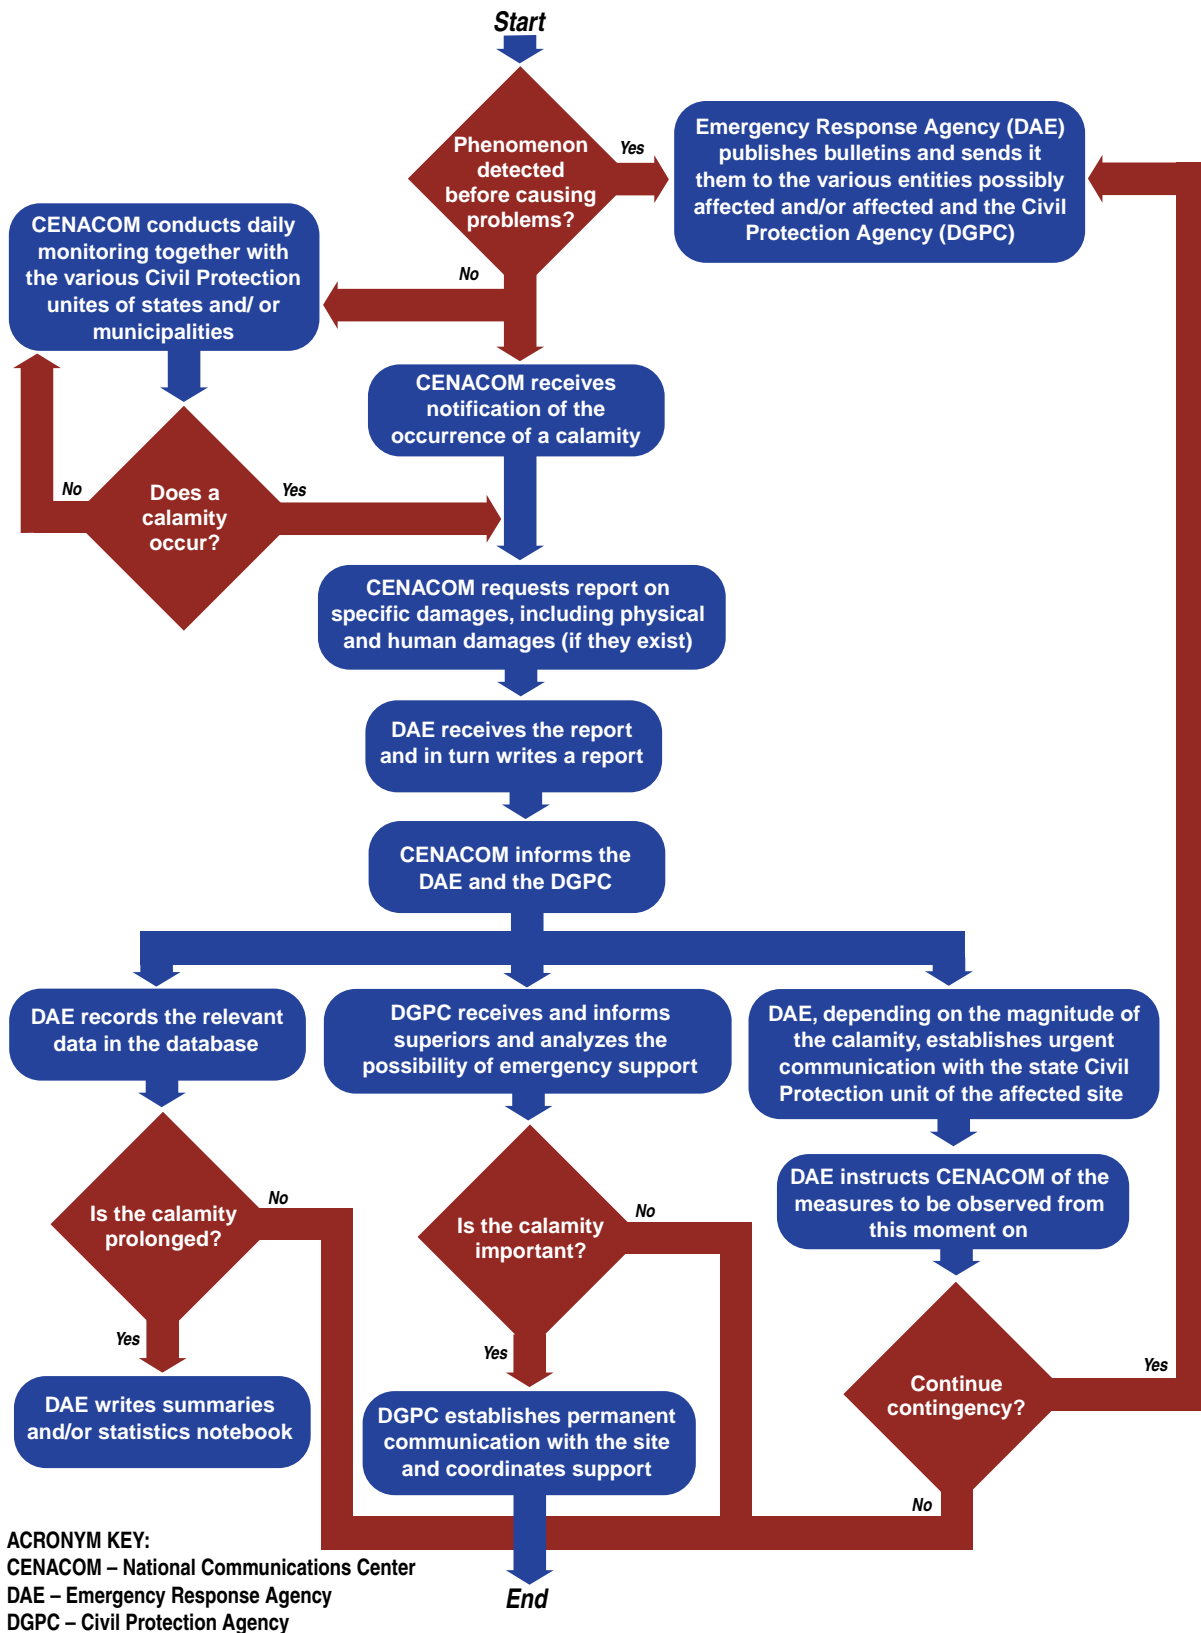 Start
Phenomenon
detected
before causing
problems?
Yes
Emergency Response Agency (DAE)
publishes bulletins and sends it
them to the various entities possibly
affected and/or affected and the Civil
Protection Agency (DGPC)
No
CENACOM conducts daily
monitoring together with
the various Civil Protection
unites of states and/ or
municipalities
CENACOM receives
notification of the
occurrence of a calamity
Does a
calamity
occur?
No
Yes
CENACOM requests report on
specific damages, including physical
and human damages (if they exist)
DAE receives the report
and in turn writes a report
CENACOM informs the
DAE and the DGPC
DAE records the relevant
data in the database
DGPC receives and informs
superiors and analyzes the
possibility of emergency support
DAE, depending on the magnitude of
the calamity, establishes urgent
communication with the state Civil
Protection unit of the affected site
Is the calamity
prolonged?
No
Yes
Is the calamity
important?
No
Yes
DAE instructs CENACOM of the
measures to be observed from
this moment on
Continue
contingency?
Yes
No
DAE writes summaries
and/or statistics notebook
DGPC establishes permanent
communication with the site
and coordinates support
End
ACRONYM KEY:
CENACOM – National Communications Center
DAE – Emergency Response Agency
DGPC – Civil Protection Agency